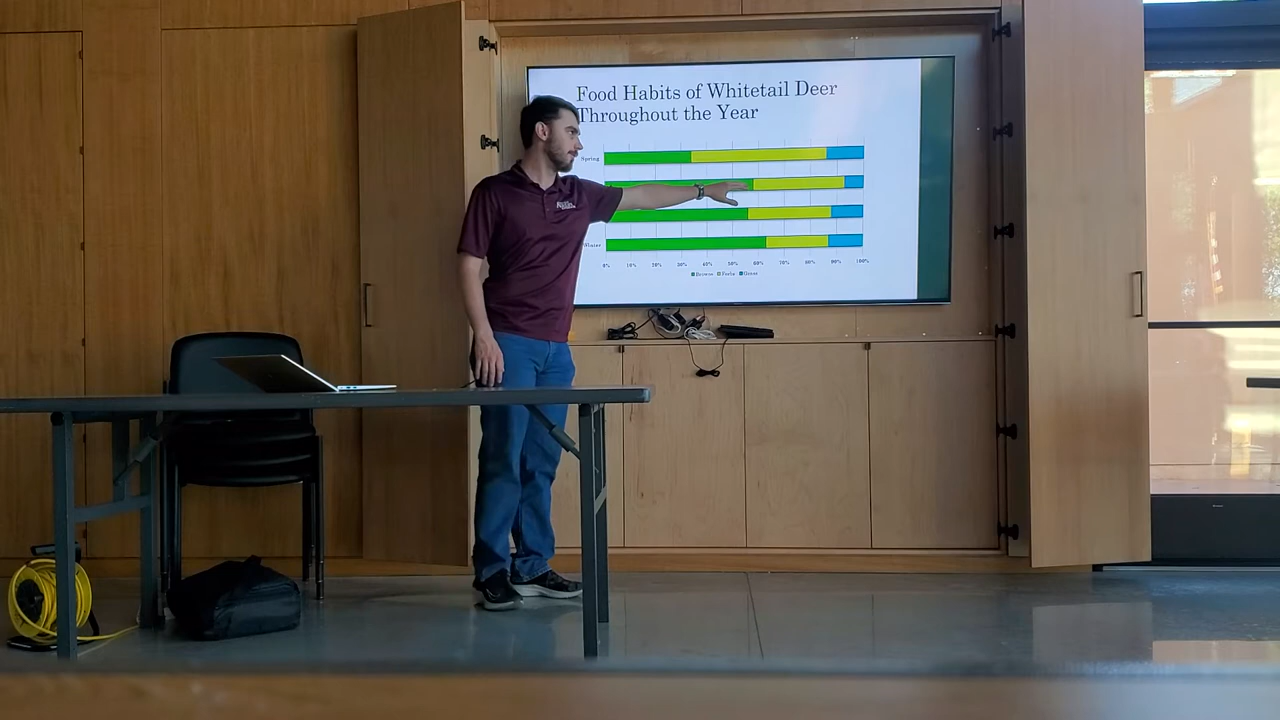 Food Habits of Whitetail Deer
Throughout the Year
Spring
Winter
0% 10% 20% 30% 40% 50% 60% 70% 80% 90% 100%
Browse Forbs Grass